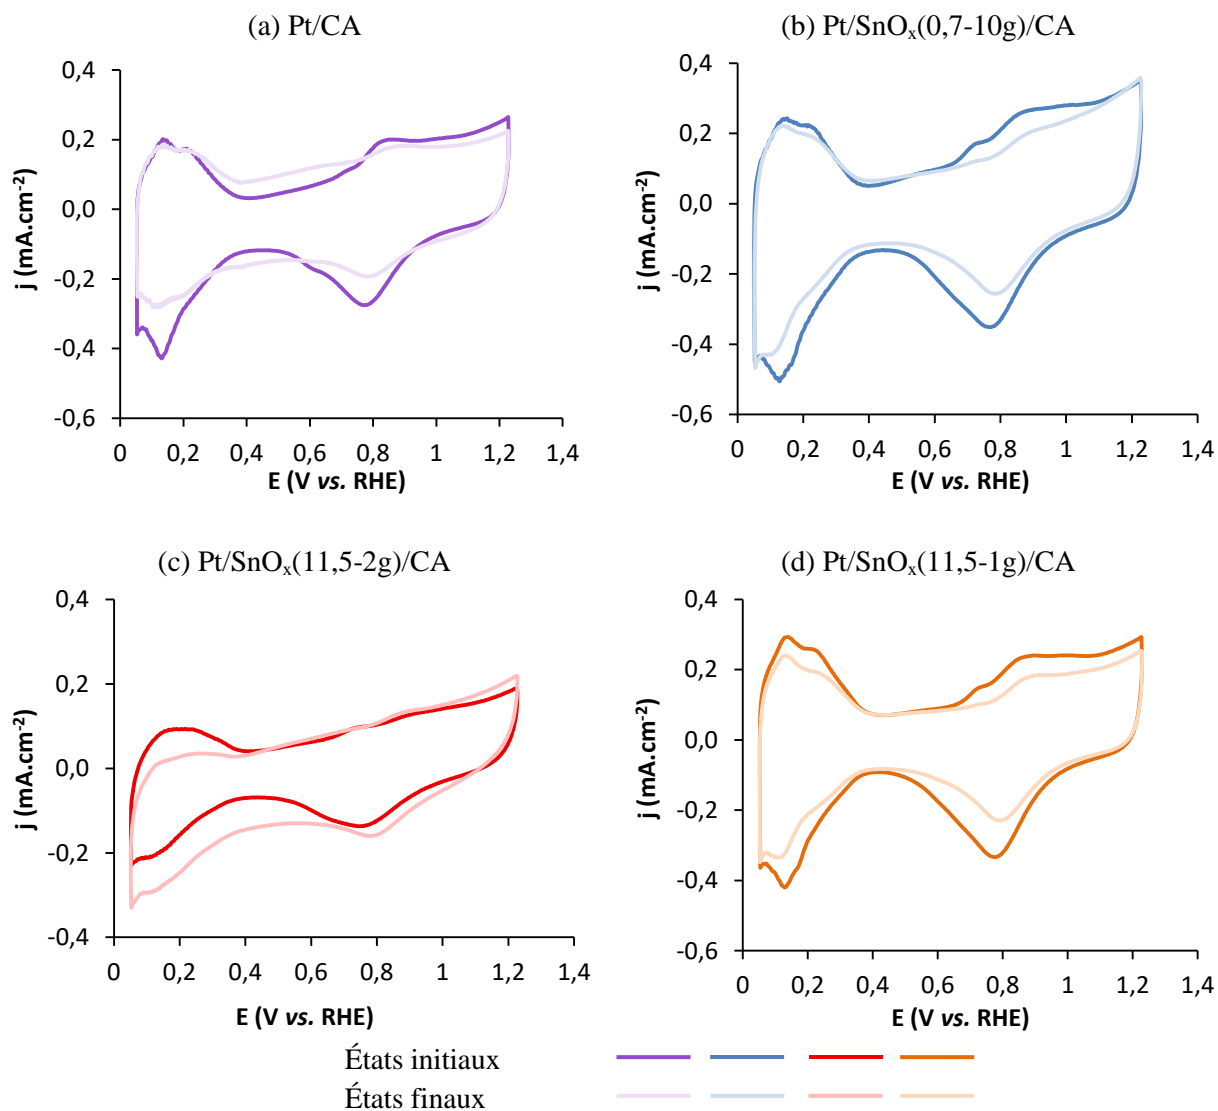 (a) Pt/CA
0,4
0,2
0,0
-0,2
-0,4
-0,6
j (mA.cm⁻²)
0 0,2 0,4 0,6 0,8 1 1,2 1,4
E (V vs. RHE)
(b) Pt/SnOₓ(0,7-10g)/CA
0,4
0,2
0,0
-0,2
-0,4
-0,6
j (mA.cm⁻²)
0 0,2 0,4 0,6 0,8 1 1,2 1,4
E (V vs. RHE)
(c) Pt/SnOₓ(11,5-2g)/CA
0,4
0,2
0,0
-0,2
-0,4
j (mA.cm⁻²)
0 0,2 0,4 0,6 0,8 1 1,2 1,4
E (V vs. RHE)
(d) Pt/SnOₓ(11,5-1g)/CA
0,4
0,2
0,0
-0,2
-0,4
-0,6
j (mA.cm⁻²)
0 0,2 0,4 0,6 0,8 1 1,2 1,4
E (V vs. RHE)
États initiaux
États finaux